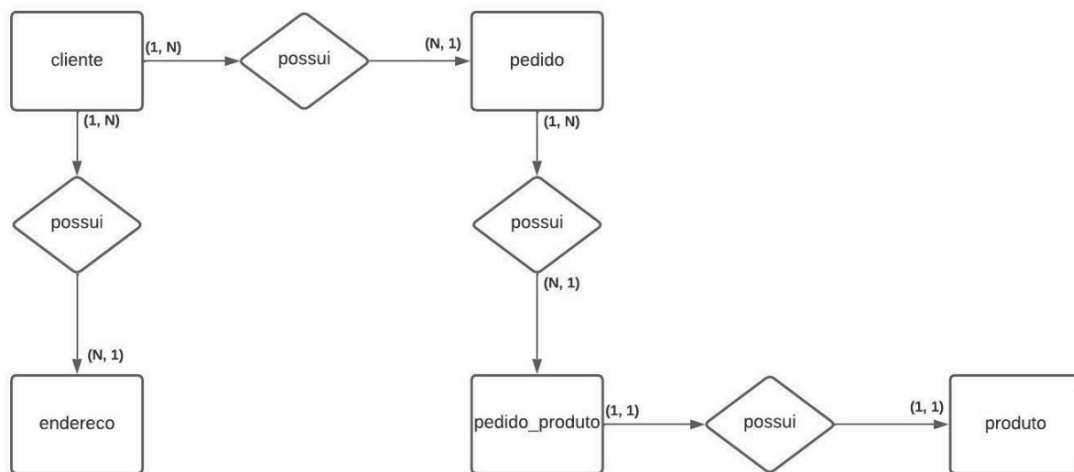 cliente
(1, N)
possui
(N, 1)
pedido
(1, N)
(1, N)
possui
possui
(N, 1)
(N, 1)
endereco
pedido_produto
(1, 1)
possui
(1, 1)
produto